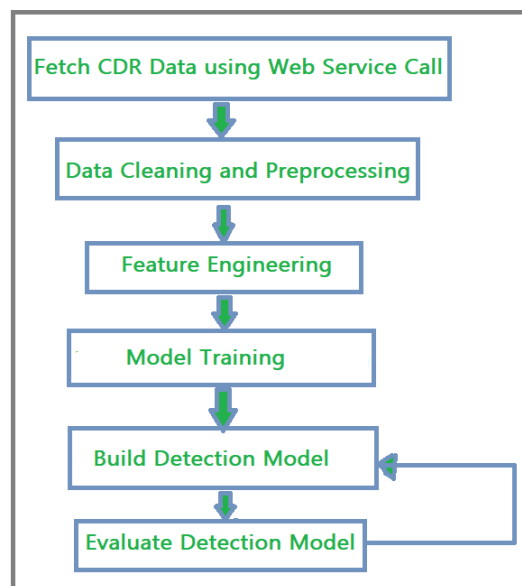 Fetch CDR Data using Web Service Call
Data Cleaning and Preprocessing
Feature Engineering
Model Training
Build Detection Model
Evaluate Detection Model